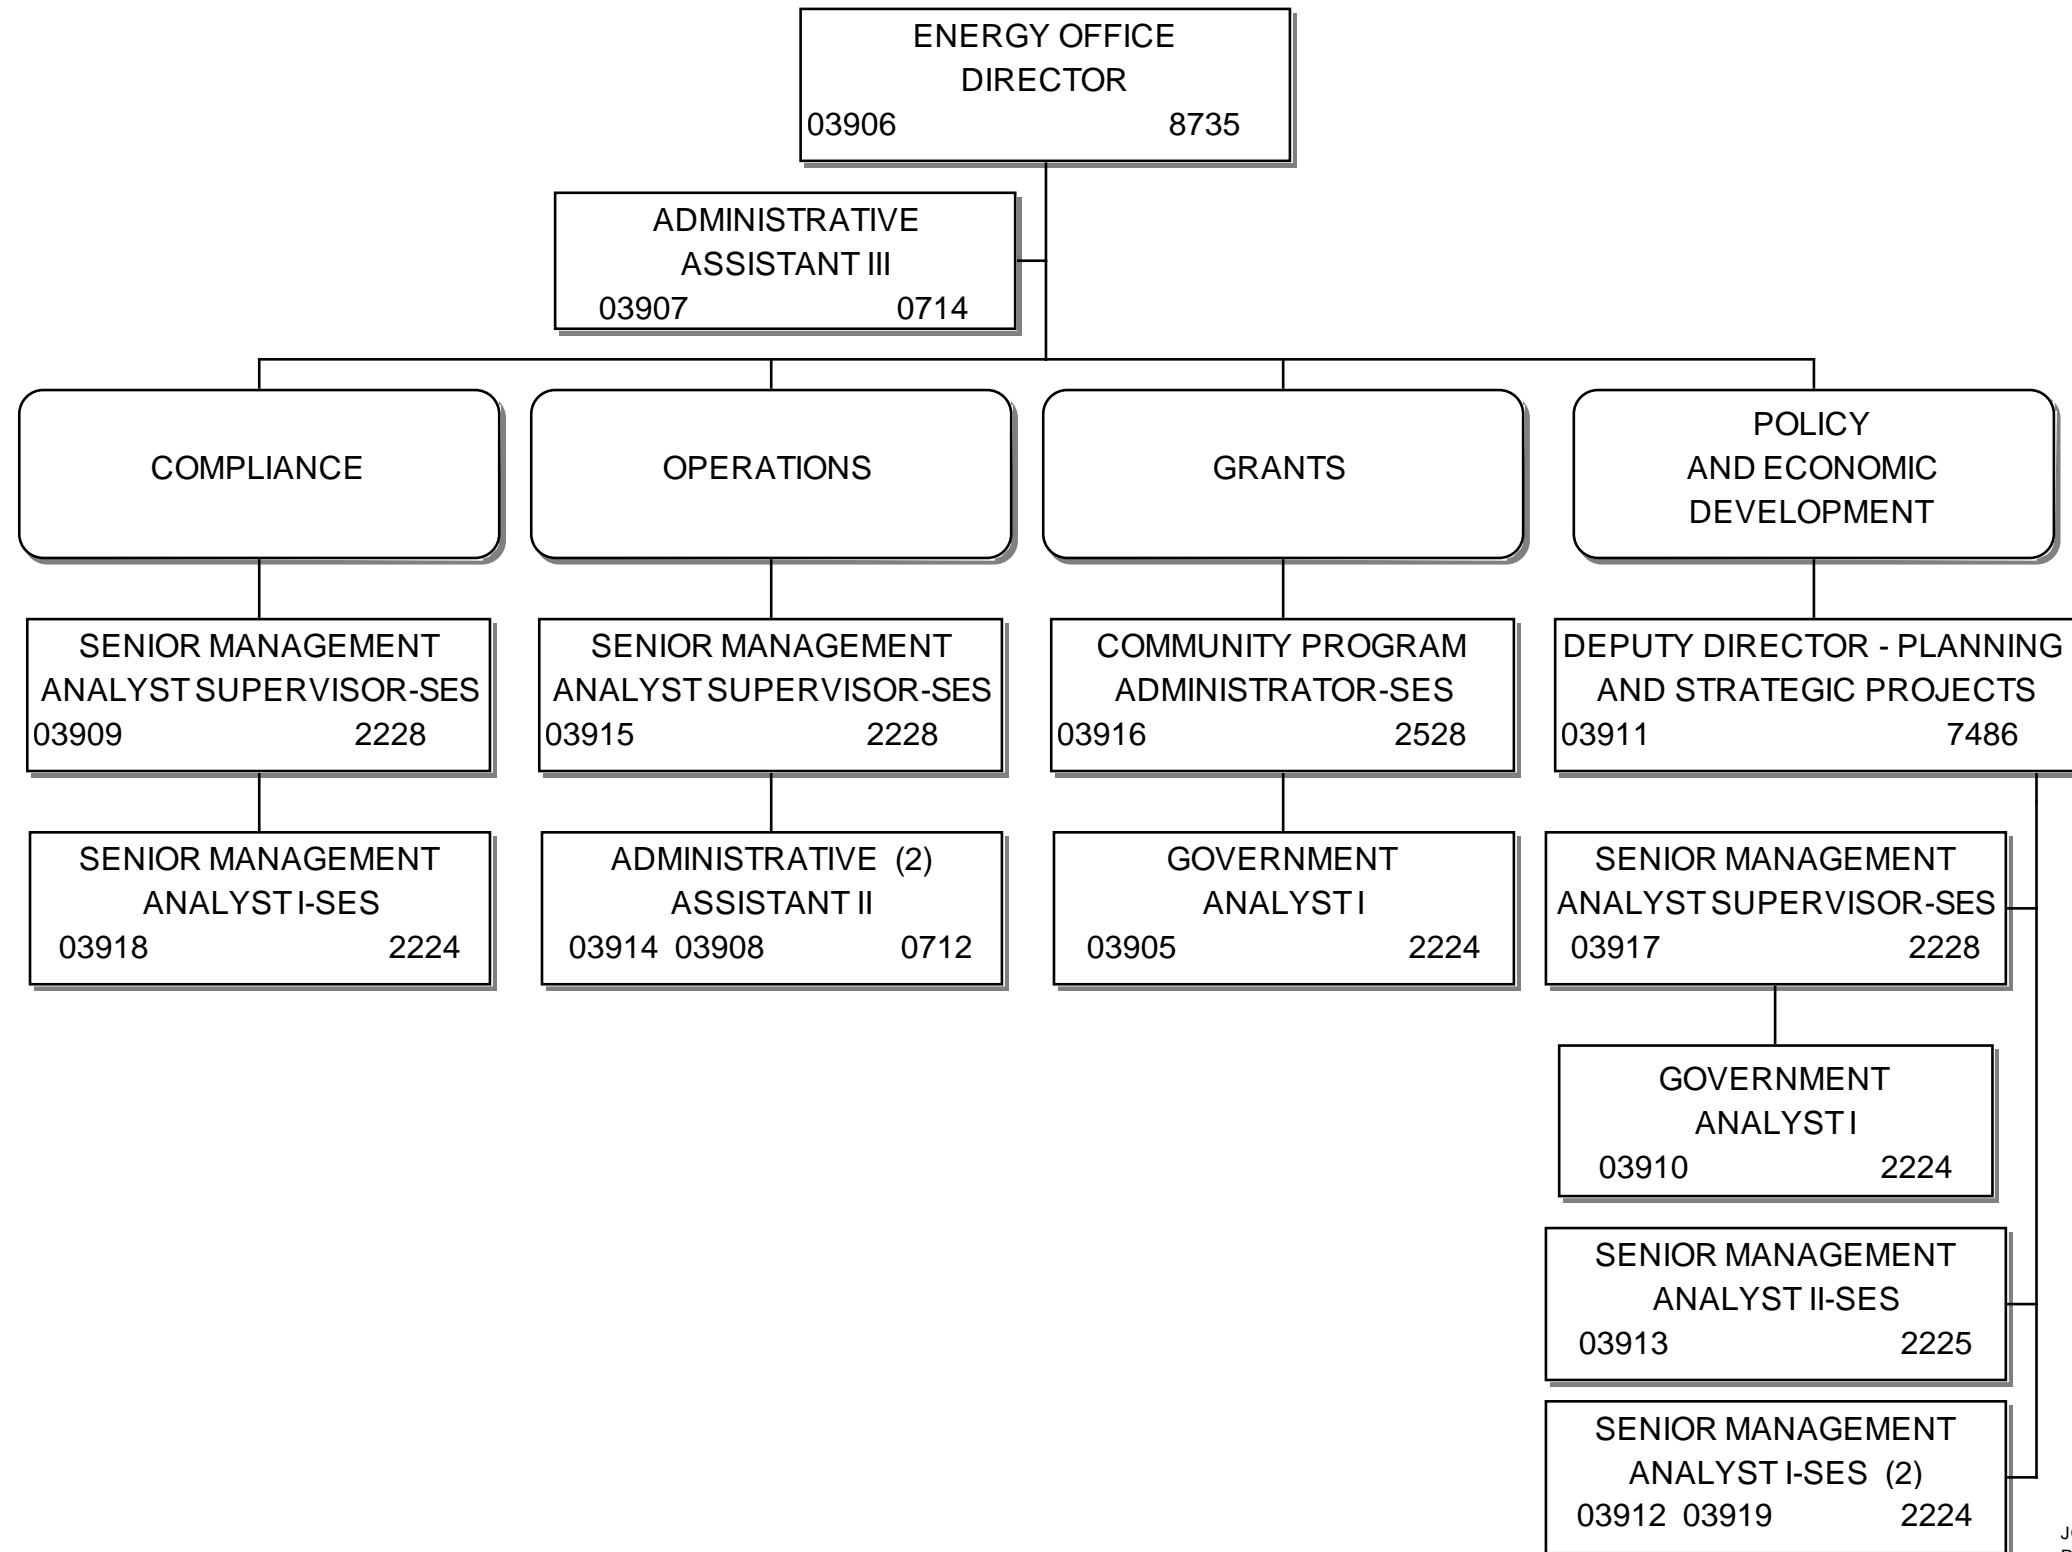 ENERGY OFFICE
DIRECTOR
03906 8735
ADMINISTRATIVE
ASSISTANT III
03907 0714
COMPLIANCE
OPERATIONS
GRANTS
POLICY
AND ECONOMIC
DEVELOPMENT
SENIOR MANAGEMENT
ANALYST SUPERVISOR-SES
03909 2228
SENIOR MANAGEMENT
ANALYST SUPERVISOR-SES
03915 2228
COMMUNITY PROGRAM
ADMINISTRATOR-SES
03916 2528
DEPUTY DIRECTOR - PLANNING
AND STRATEGIC PROJECTS
03911 7486
SENIOR MANAGEMENT
ANALYST I-SES
03918 2224
ADMINISTRATIVE (2)
ASSISTANT II
03914 03908 0712
GOVERNMENT
ANALYST I
03905 2224
SENIOR MANAGEMENT
ANALYST SUPERVISOR-SES
03917 2228
GOVERNMENT
ANALYST I
03910 2224
SENIOR MANAGEMENT
ANALYST II-SES
03913 2225
SENIOR MANAGEMENT
ANALYST I-SES (2)
03912 03919 2224